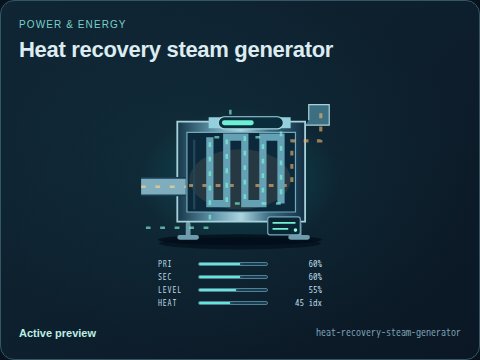 POWER & ENERGY
Heat recovery steam generator
PRI 60%
SEC 60%
LEVEL 55%
HEAT 45 idx
Active preview heat-recovery-steam-generator